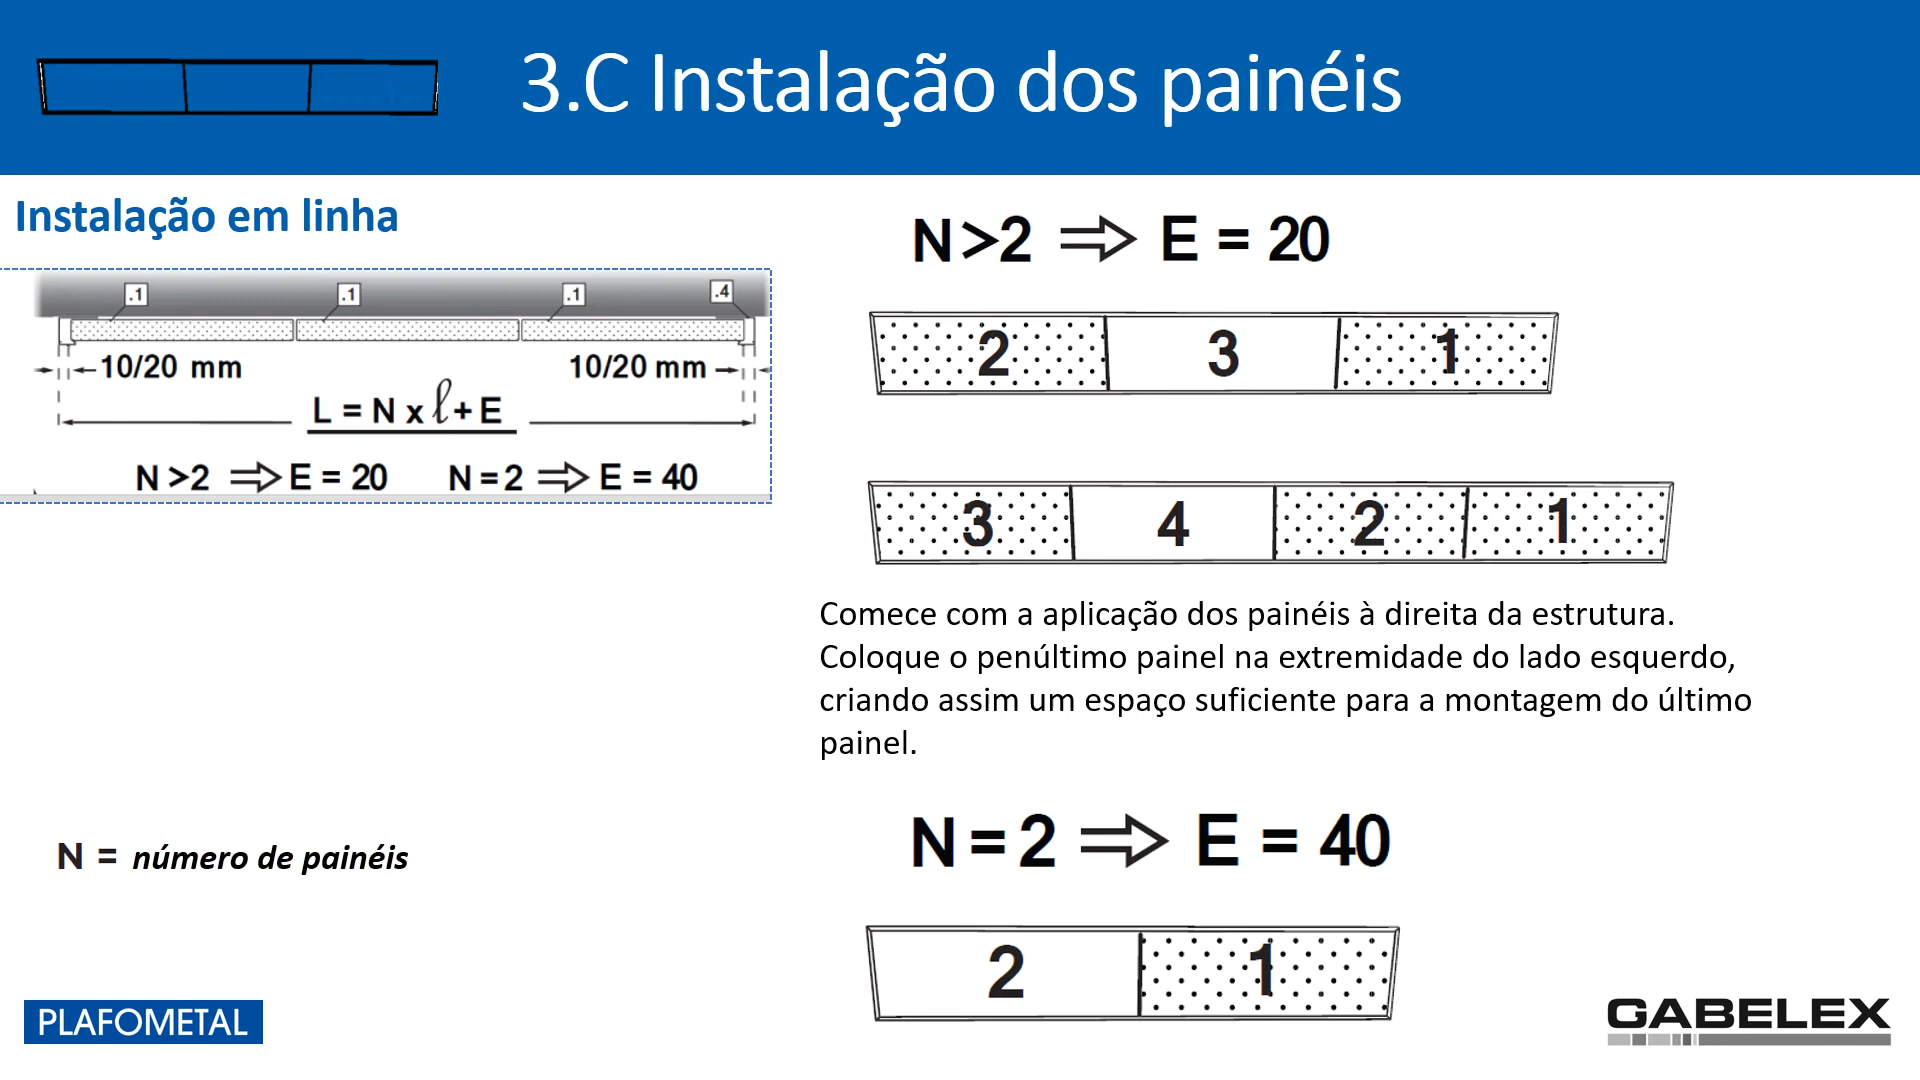 3.C Instalação dos painéis
Instalação em linha
.1 .1 .1 .4
10/20 mm 10/20 mm
L = N x ℓ + E
N >2 ⇒ E = 20 N = 2 ⇒ E = 40
N = número de painéis
N >2 ⇒ E = 20
2 3 1
3 4 2 1
Comece com a aplicação dos painéis à direita da estrutura.
Coloque o penúltimo painel na extremidade do lado esquerdo,
criando assim um espaço suficiente para a montagem do último
painel.
N = 2 ⇒ E = 40
2 1
PLAFOMETAL
GABELEX